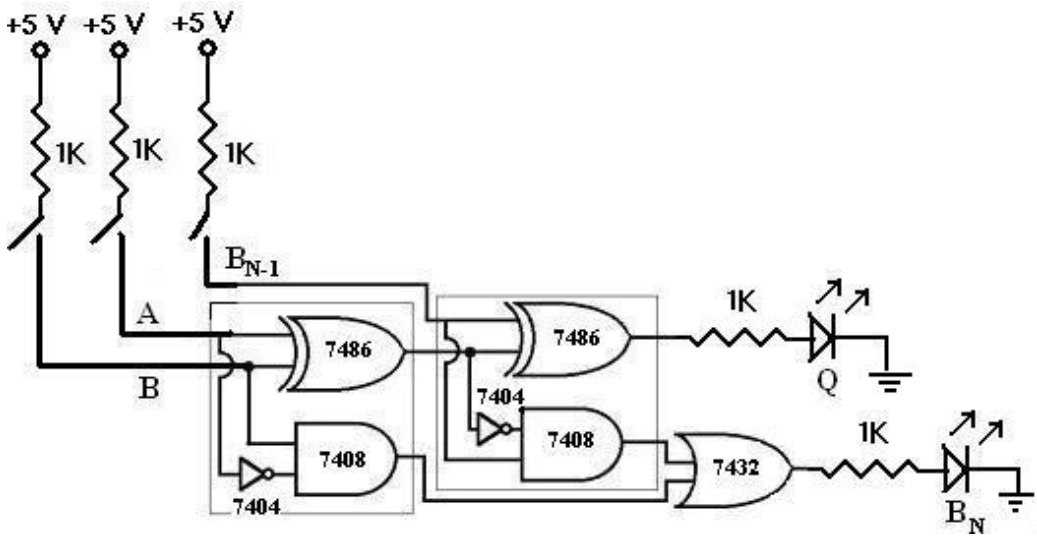 +5 V +5 V +5 V
1K 1K 1K
B_N-1
A
B
7486
7486
1K
Q
7404
7408
7408
7404
7432
1K
B_N